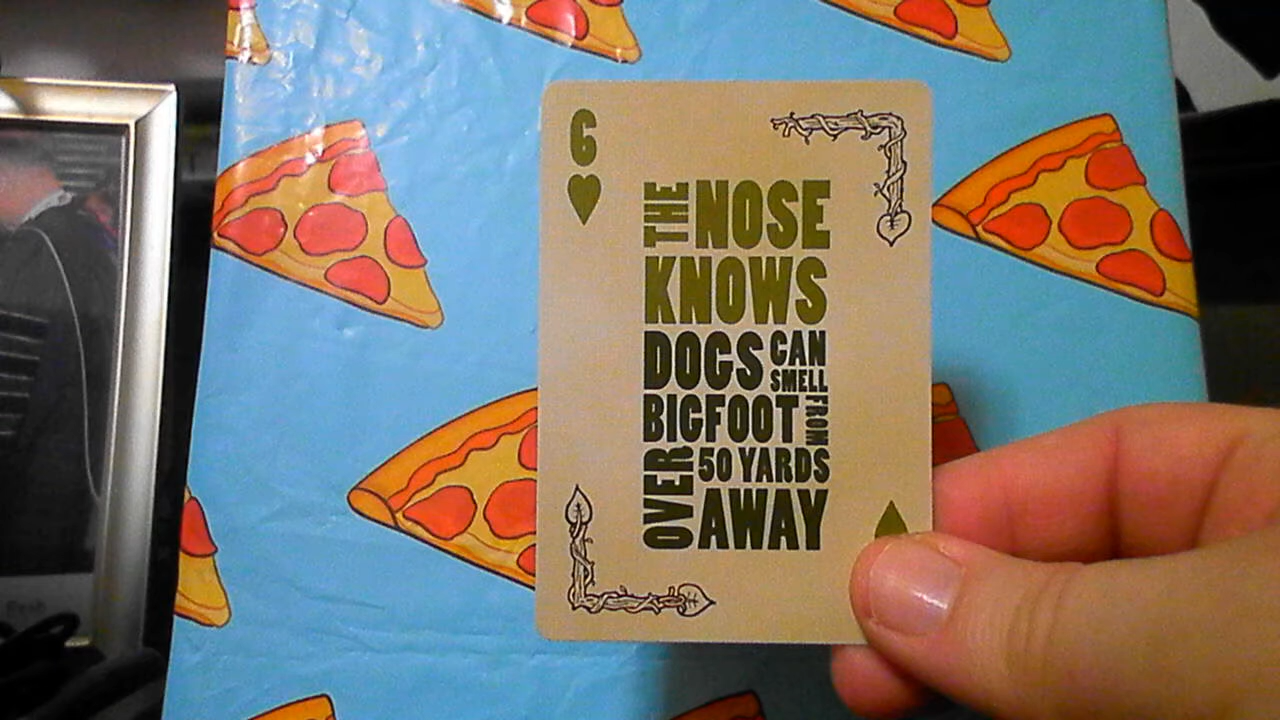 6
THE NOSE
KNOWS
DOGS CAN
SMELL
BIGFOOT FROM
OVER 50 YARDS
AWAY